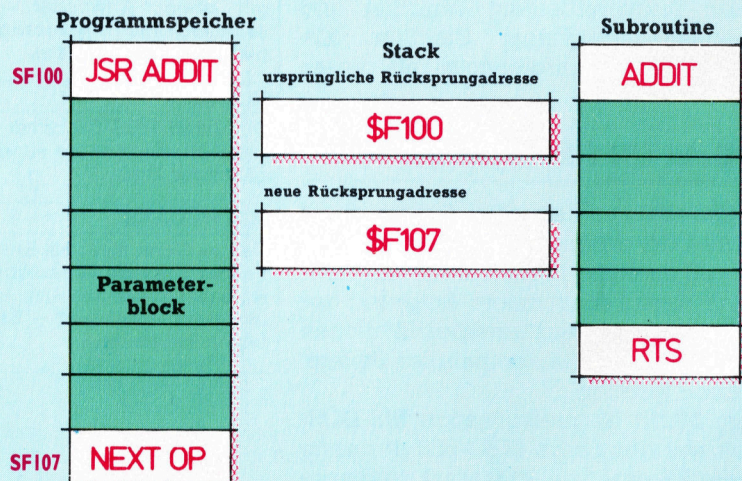 Programmspeicher
SF100
JSR ADDIT
Parameter-
block
SF107
NEXT OP
Stack
ursprüngliche Rücksprungadresse
$F100
neue Rücksprungadresse
$F107
Subroutine
ADDIT
RTS